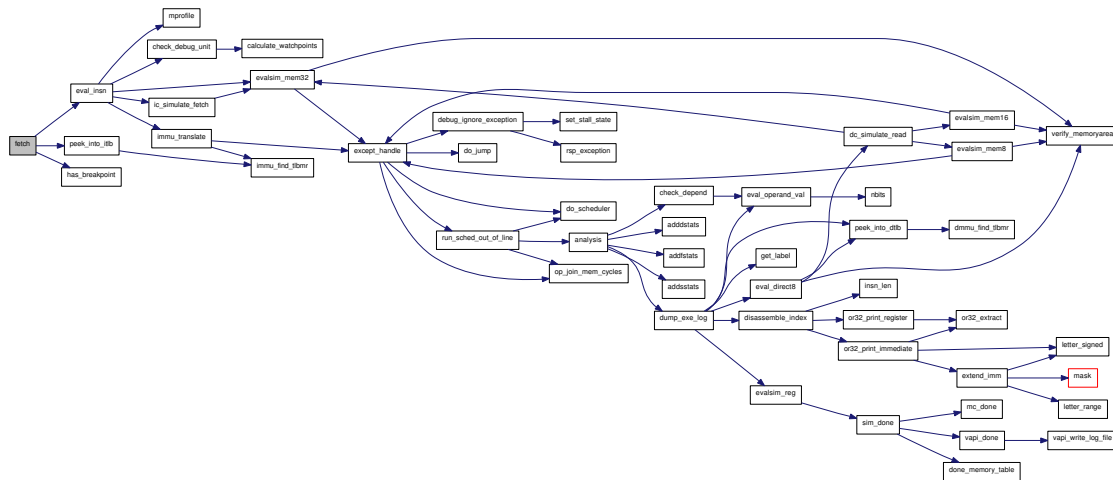 mprofile
check_debug_unit
calculate_watchpoints
eval_insn
evalsim_mem32
ic_simulate_fetch
immu_translate
fetch
peek_into_itlb
has_breakpoint
immu_find_tlbmr
except_handle
debug_ignore_exception
set_stall_state
rsp_exception
do_jump
dc_simulate_read
evalsim_mem16
evalsim_mem8
verify_memoryarea
do_scheduler
run_sched_out_of_line
analysis
op_join_mem_cycles
check_depend
adddstats
addfstats
addsstats
eval_operand_val
nbits
peek_into_dtlb
dmmu_find_tlbmr
get_label
eval_direct8
dump_exe_log
disassemble_index
insn_len
or32_print_register
or32_extract
or32_print_immediate
letter_signed
extend_imm
mask
letter_range
evalsim_reg
sim_done
mc_done
vapi_done
vapi_write_log_file
done_memory_table